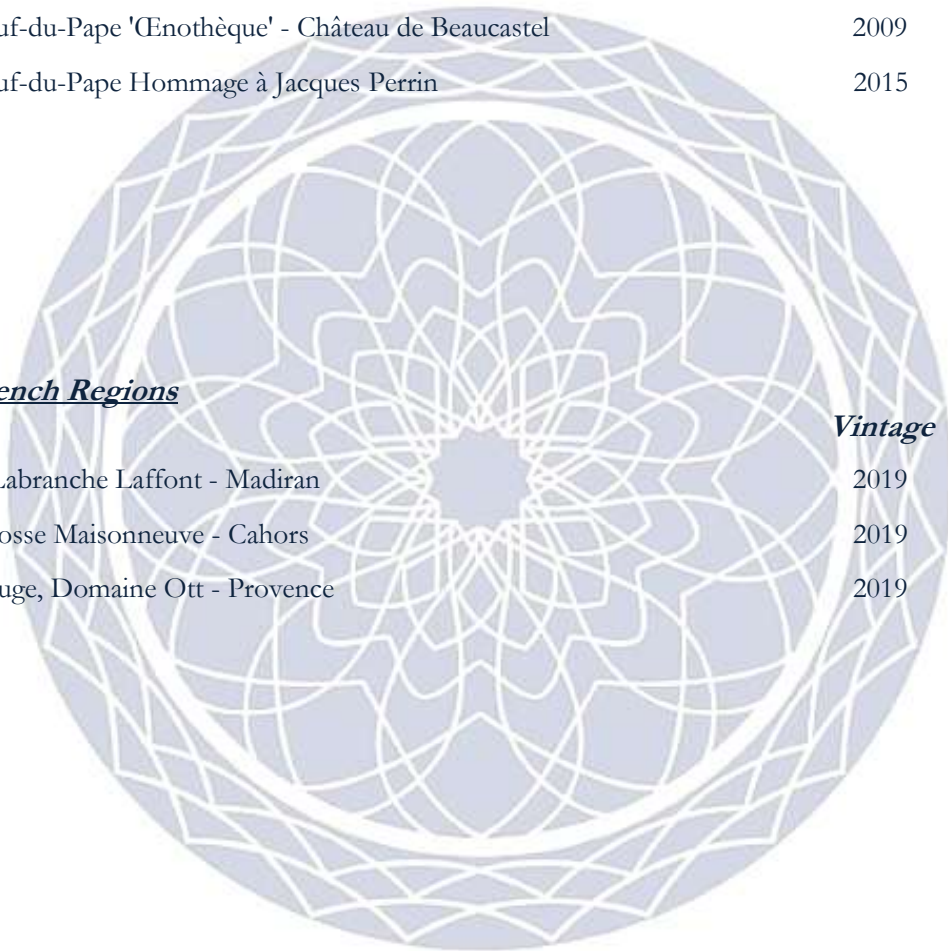 uf-du-Pape 'Œnothèque' - Château de Beaucastel 2009
uf-du-Pape Hommage à Jacques Perrin 2015
ench Regions
Vintage
Labranche Laffont - Madiran 2019
osse Maisonneuve - Cahors 2019
uge, Domaine Ott - Provence 2019